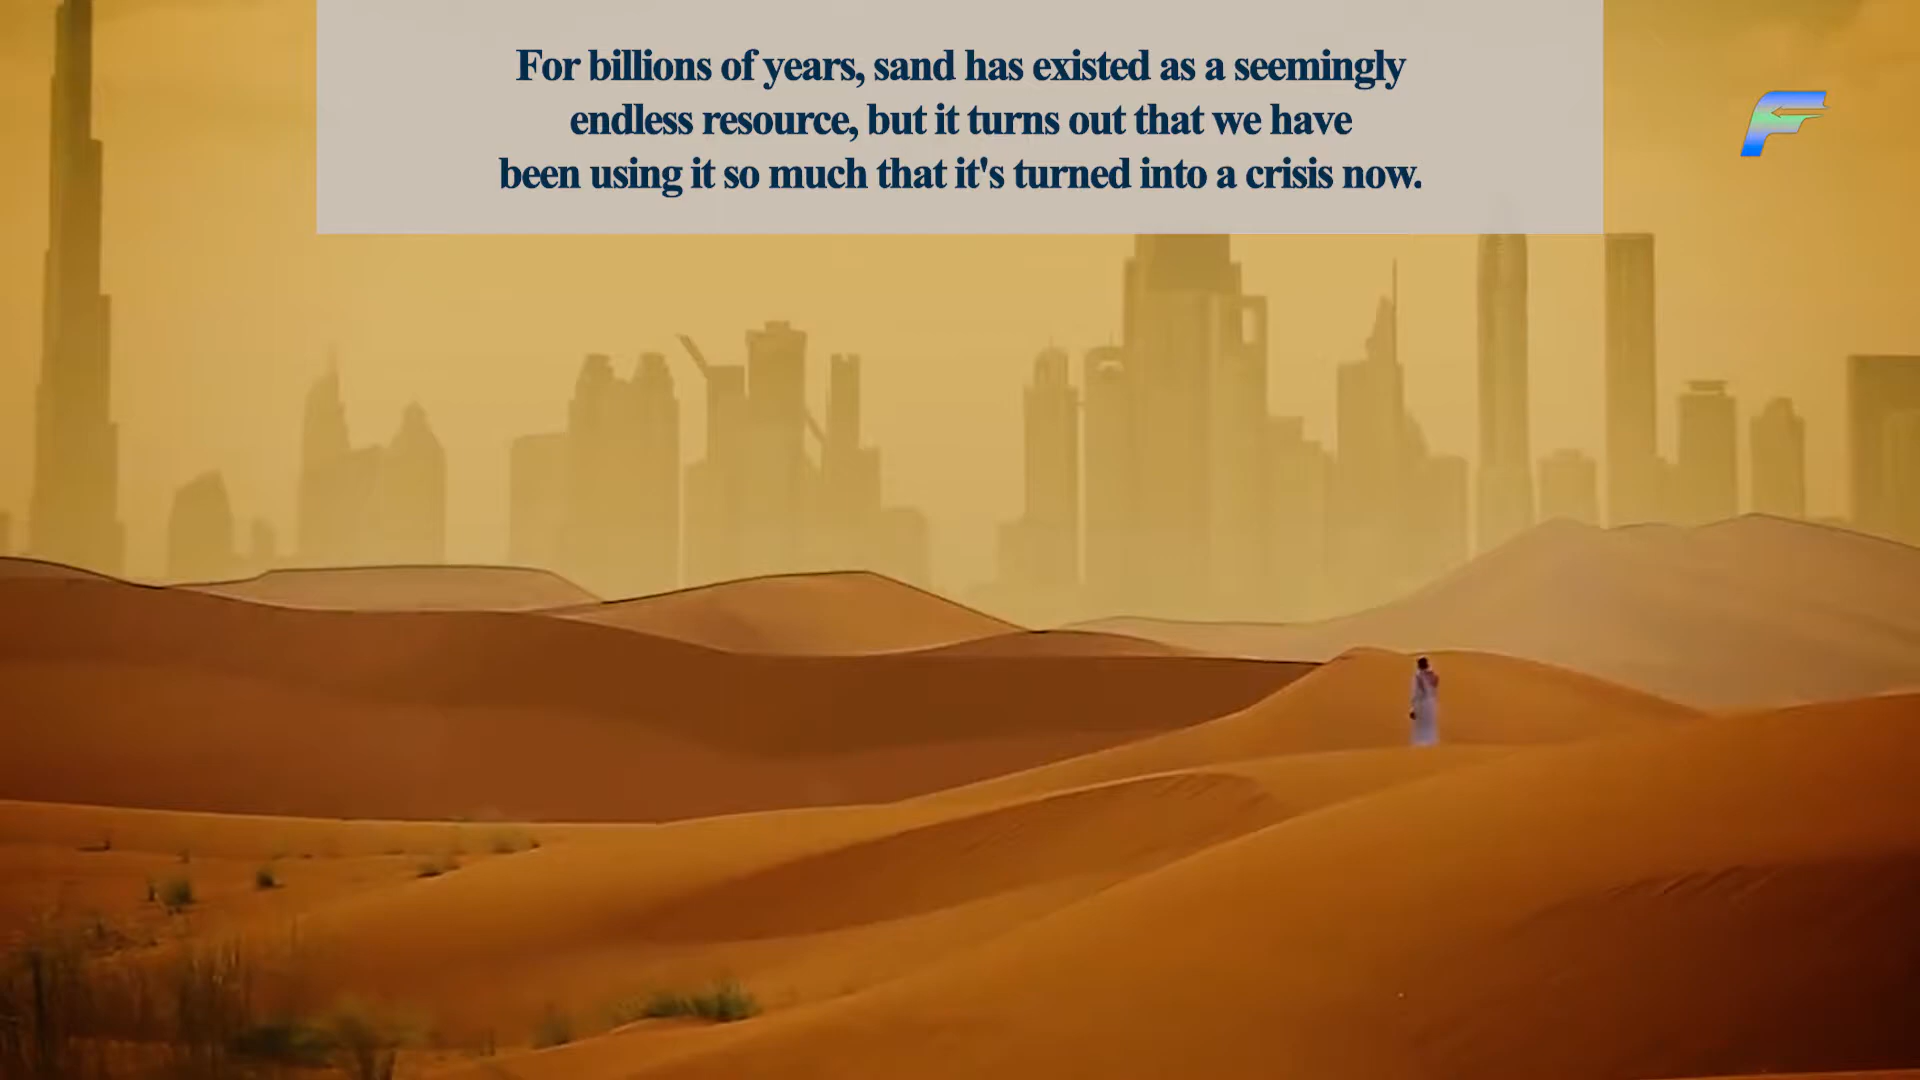 For billions of years, sand has existed as a seemingly
endless resource, but it turns out that we have
been using it so much that it's turned into a crisis now.